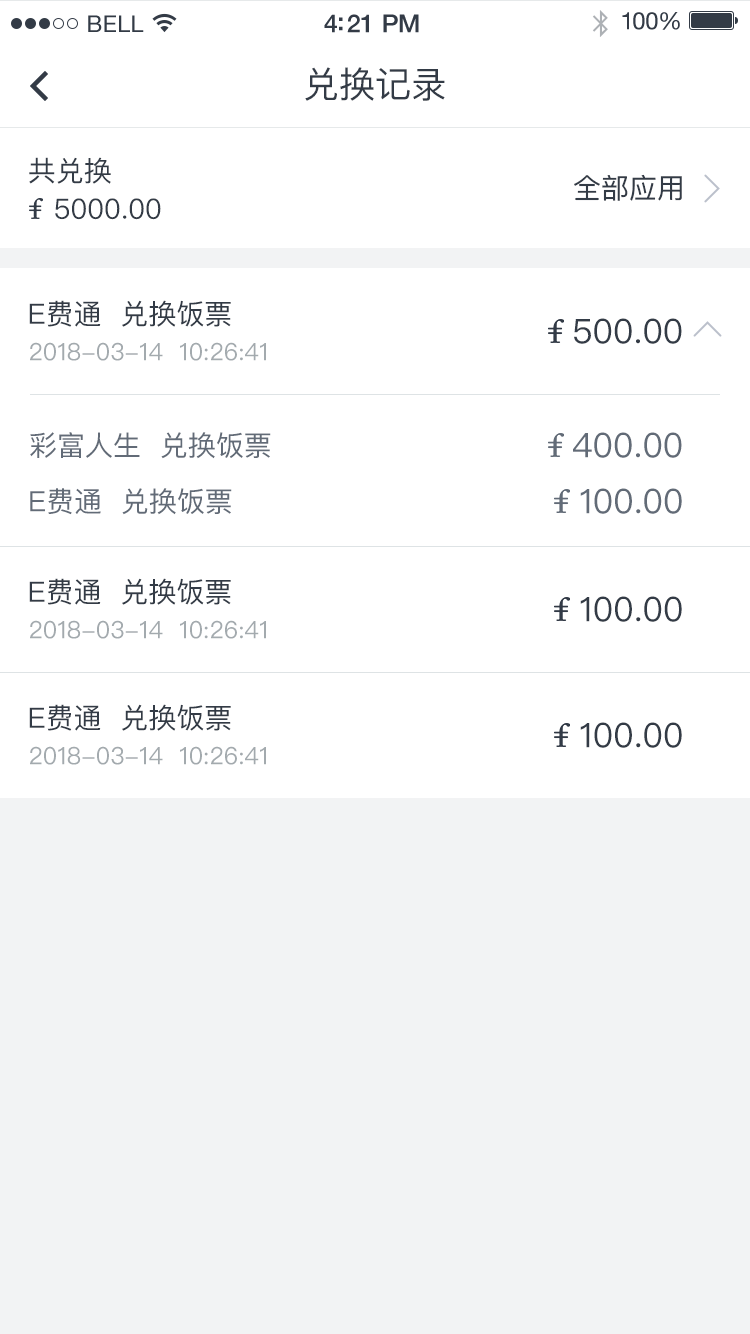 BELL 4:21 PM 100%
兑换记录
共兑换
₣ 5000.00
全部应用
E费通 兑换饭票
2018-03-14 10:26:41
₣ 500.00
彩富人生 兑换饭票 ₣ 400.00
E费通 兑换饭票 ₣ 100.00
E费通 兑换饭票
2018-03-14 10:26:41
₣ 100.00
E费通 兑换饭票
2018-03-14 10:26:41
₣ 100.00